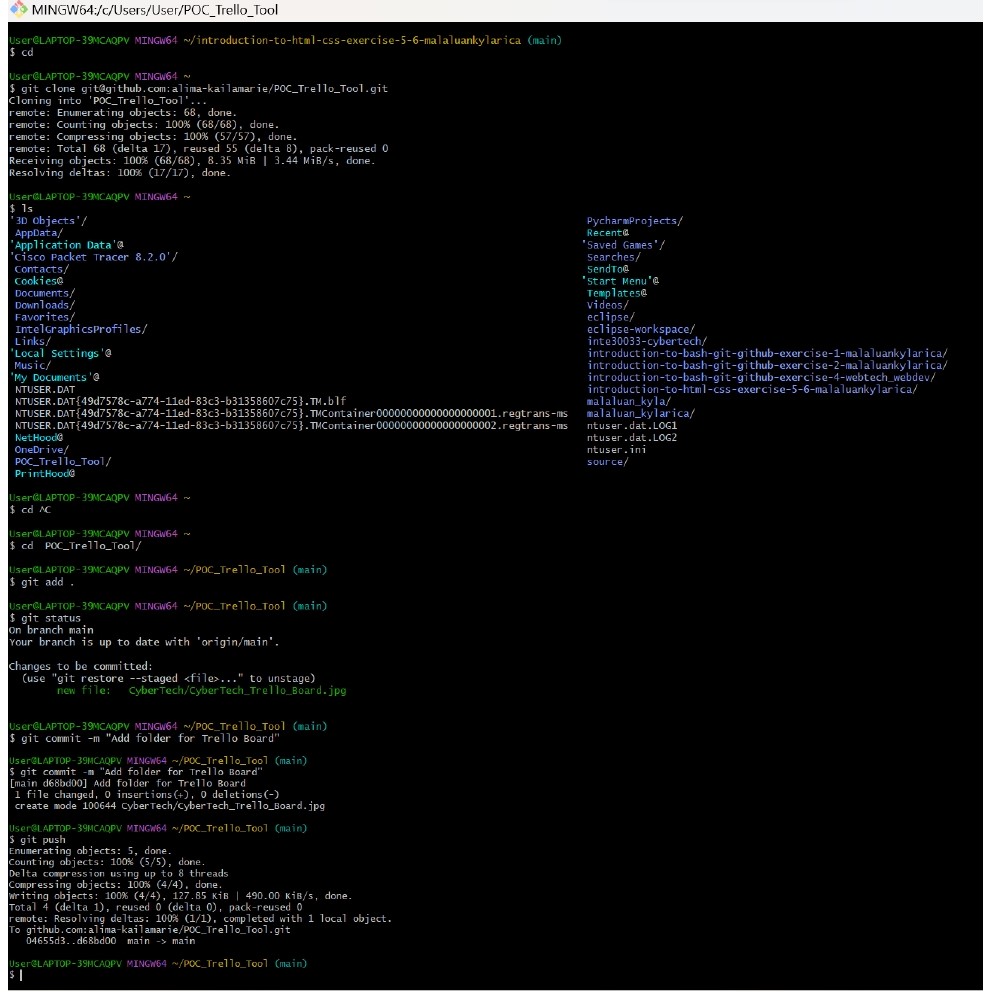 MINGW64:/c/Users/User/POC_Trello_Tool
User@LAPTOP-39MCAQPV MINGW64 ~/introduction-to-html-css-exercise-5-6-malaluankylarica (main)
$ cd
User@LAPTOP-39MCAQPV MINGW64 ~
$ git clone git@github.com:alima-kailamarie/POC_Trello_Tool.git
Cloning into 'POC_Trello_Tool'...
remote: Enumerating objects: 68, done.
remote: Counting objects: 100% (68/68), done.
remote: Compressing objects: 100% (57/57), done.
remote: Total 68 (delta 17), reused 55 (delta 8), pack-reused 0
Receiving objects: 100% (68/68), 8.35 MiB | 3.44 MiB/s, done.
Resolving deltas: 100% (17/17), done.
User@LAPTOP-39MCAQPV MINGW64 ~
$ ls
'3D Objects'/ PycharmProjects/
AppData/ Recent@
'Application Data'@ 'Saved Games'/
'Cisco Packet Tracer 8.2.0'/ Searches/
Contacts/ SendTo@
Cookies@ 'Start Menu'@
Documents/ Templates@
Downloads/ Videos/
Favorites/ eclipse/
IntelGraphicsProfiles/ eclipse-workspace/
Links/ inte30033-cybertech/
'Local Settings'@ introduction-to-bash-git-github-exercise-1-malaluankylarica/
Music/ introduction-to-bash-git-github-exercise-2-malaluankylarica/
'My Documents'@ introduction-to-bash-git-github-exercise-4-webtech_webdev/
NTUSER.DAT introduction-to-html-css-exercise-5-6-malaluankylarica/
NTUSER.DAT{49d7578c-a774-11ed-83c3-b31358607c75}.TM.blf malaluan_kyla/
NTUSER.DAT{49d7578c-a774-11ed-83c3-b31358607c75}.TMContainer00000000000000000001.regtrans-ms malaluan_kylarica/
NTUSER.DAT{49d7578c-a774-11ed-83c3-b31358607c75}.TMContainer00000000000000000002.regtrans-ms ntuser.dat.LOG1
NetHood@ ntuser.dat.LOG2
OneDrive/ ntuser.ini
POC_Trello_Tool/ source/
PrintHood@
User@LAPTOP-39MCAQPV MINGW64 ~
$ cd ^C
User@LAPTOP-39MCAQPV MINGW64 ~
$ cd  POC_Trello_Tool/
User@LAPTOP-39MCAQPV MINGW64 ~/POC_Trello_Tool (main)
$ git add .
User@LAPTOP-39MCAQPV MINGW64 ~/POC_Trello_Tool (main)
$ git status
On branch main
Your branch is up to date with 'origin/main'.
Changes to be committed:
(use "git restore --staged <file>..." to unstage)
new file:   CyberTech/CyberTech_Trello_Board.jpg
User@LAPTOP-39MCAQPV MINGW64 ~/POC_Trello_Tool (main)
$ git commit -m "Add folder for Trello Board"
User@LAPTOP-39MCAQPV MINGW64 ~/POC_Trello_Tool (main)
$ git commit -m "Add folder for Trello Board"
[main d68bd00] Add folder for Trello Board
1 file changed, 0 insertions(+), 0 deletions(-)
create mode 100644 CyberTech/CyberTech_Trello_Board.jpg
User@LAPTOP-39MCAQPV MINGW64 ~/POC_Trello_Tool (main)
$ git push
Enumerating objects: 5, done.
Counting objects: 100% (5/5), done.
Delta compression using up to 8 threads
Compressing objects: 100% (4/4), done.
Writing objects: 100% (4/4), 127.85 KiB | 490.00 KiB/s, done.
Total 4 (delta 1), reused 0 (delta 0), pack-reused 0
remote: Resolving deltas: 100% (1/1), completed with 1 local object.
To github.com:alima-kailamarie/POC_Trello_Tool.git
04655d3..d68bd00  main -> main
User@LAPTOP-39MCAQPV MINGW64 ~/POC_Trello_Tool (main)
$